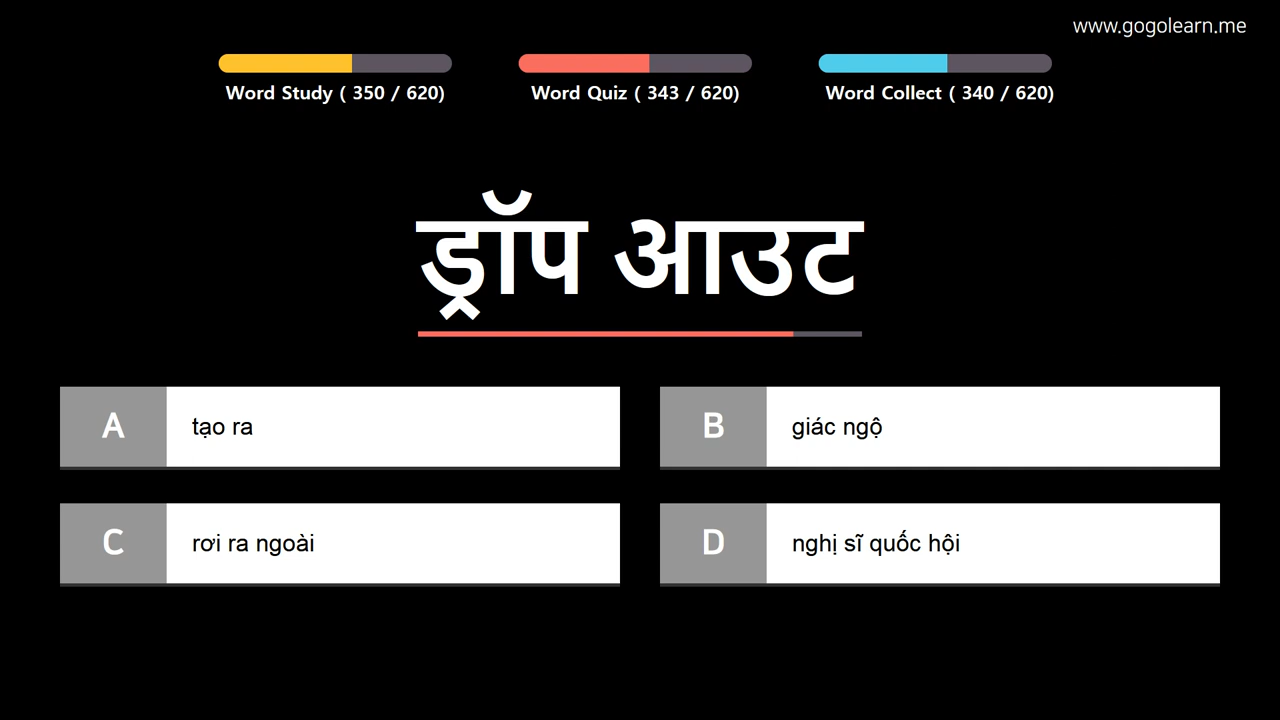 www.gogolearn.me
Word Study ( 350 / 620)
Word Quiz ( 343 / 620)
Word Collect ( 340 / 620)
ड्रॉप आउट
A
tạo ra
B
giác ngộ
C
rơi ra ngoài
D
nghị sĩ quốc hội